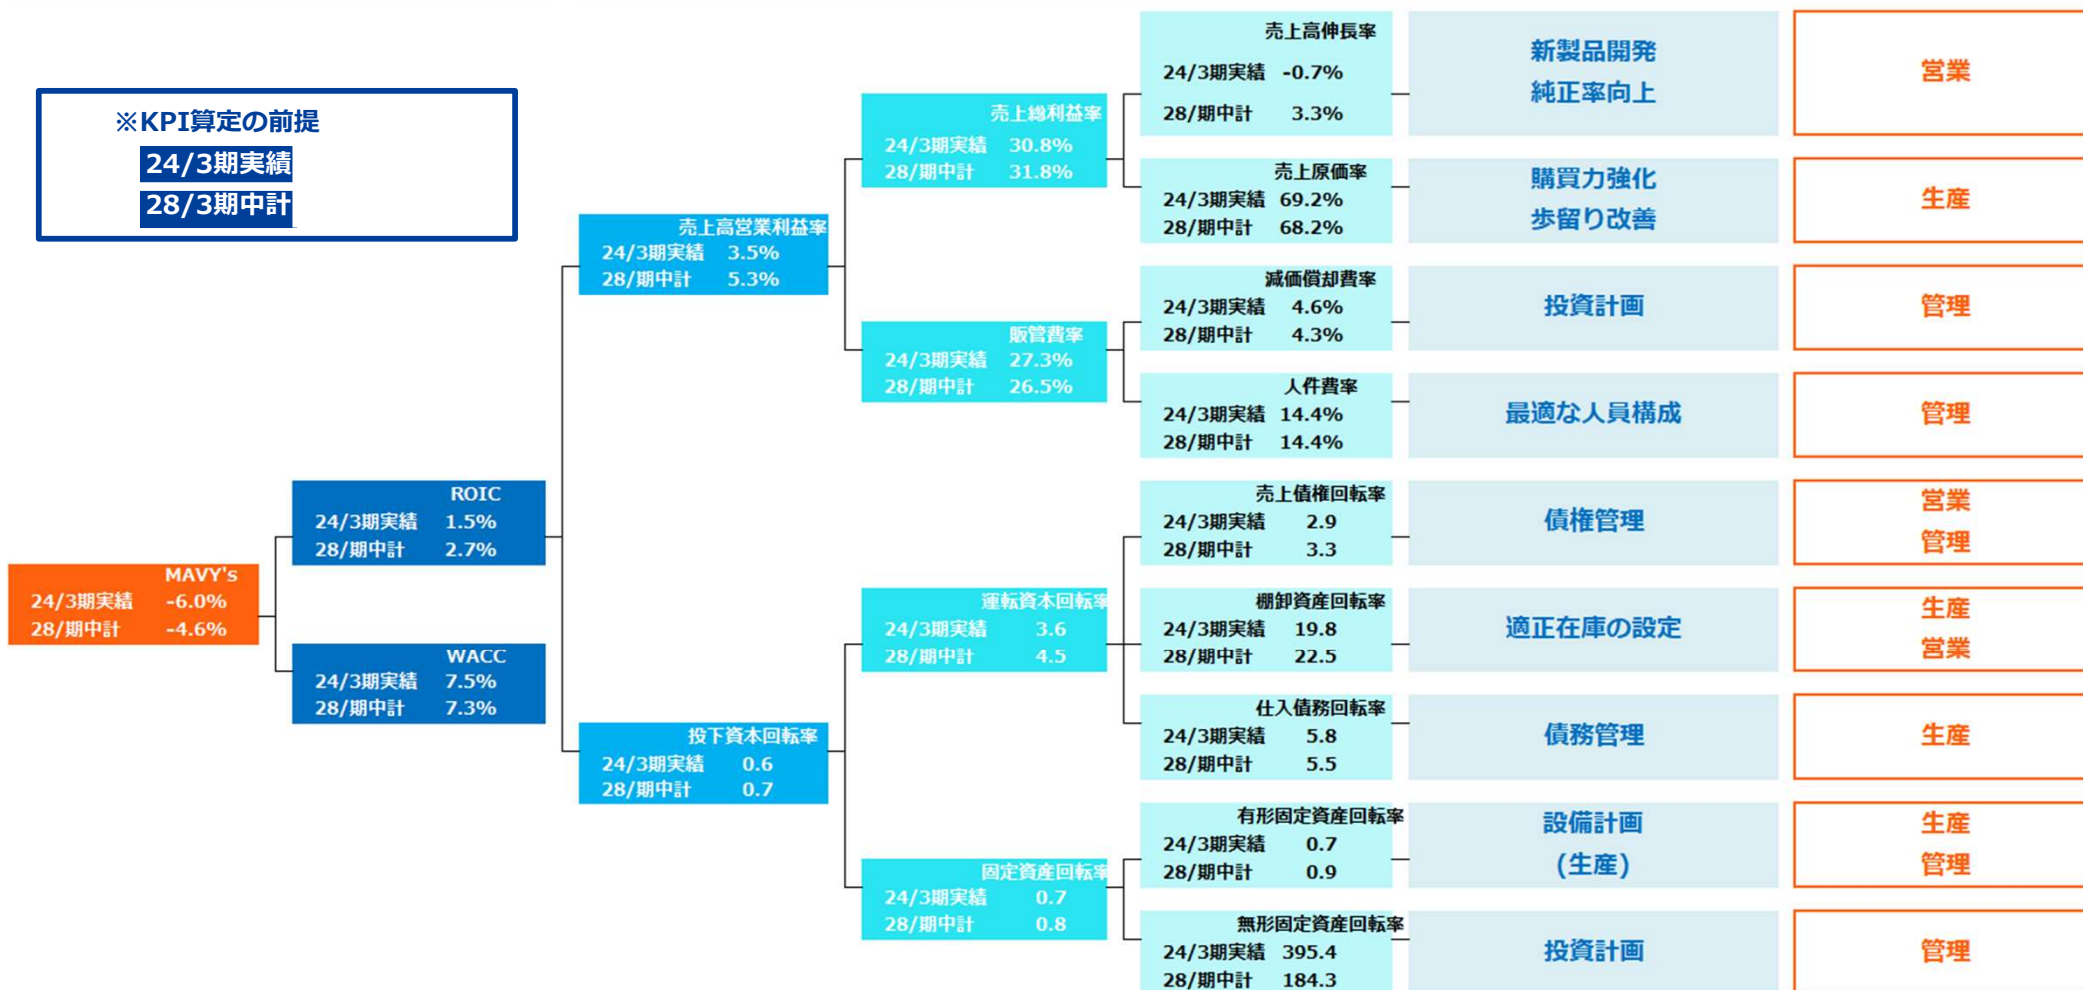 ※KPI算定の前提
24/3期実績
28/3期中計
MAVY's
24/3期実績 -6.0%
28/期中計 -4.6%
ROIC
24/3期実績 1.5%
28/期中計 2.7%
WACC
24/3期実績 7.5%
28/期中計 7.3%
売上高営業利益率
24/3期実績 3.5%
28/期中計 5.3%
投下資本回転率
24/3期実績 0.6
28/期中計 0.7
売上総利益率
24/3期実績 30.8%
28/期中計 31.8%
販管費率
24/3期実績 27.3%
28/期中計 26.5%
運転資本回転率
24/3期実績 3.6
28/期中計 4.5
固定資産回転率
24/3期実績 0.7
28/期中計 0.8
売上高伸長率
24/3期実績 -0.7%
28/期中計 3.3%
新製品開発
純正率向上
営業
売上原価率
24/3期実績 69.2%
28/期中計 68.2%
購買力強化
歩留り改善
生産
減価償却費率
24/3期実績 4.6%
28/期中計 4.3%
投資計画
管理
人件費率
24/3期実績 14.4%
28/期中計 14.4%
最適な人員構成
管理
売上債権回転率
24/3期実績 2.9
28/期中計 3.3
債権管理
営業
管理
棚卸資産回転率
24/3期実績 19.8
28/期中計 22.5
適正在庫の設定
生産
営業
仕入債務回転率
24/3期実績 5.8
28/期中計 5.5
債務管理
生産
有形固定資産回転率
24/3期実績 0.7
28/期中計 0.9
設備計画
(生産)
生産
管理
無形固定資産回転率
24/3期実績 395.4
28/期中計 184.3
投資計画
管理